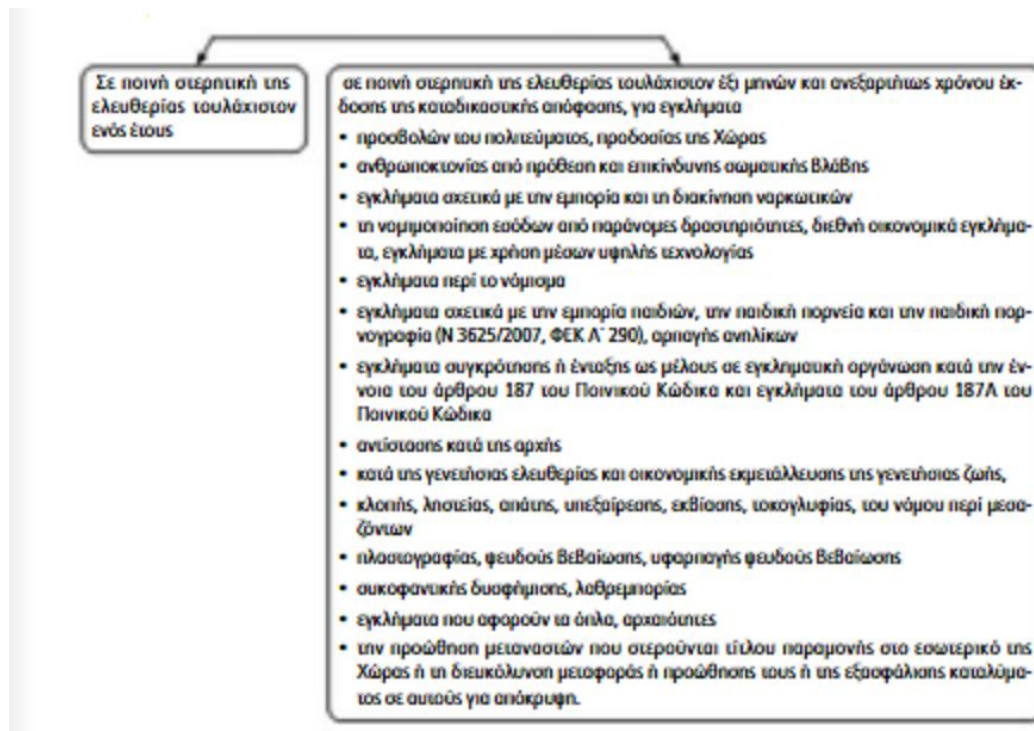 Σε ποινή στερητική της
ελευθερίας τουλάχιστον
ενός έτους
σε ποινή στερητική της ελευθερίας τουλάχιστον έξι μηνών και ανεξαρτήτως χρόνου έκ-
δοσης της καταδικαστικής απόφασης, για εγκλήματα
• προσβολών του πολιτεύματος, προδοσίας της Χώρας
• ανθρωποκτονίας από πρόθεση και επικίνδυνης σωματικής βλάβης
• εγκλήματα σχετικά με την εμπορία και τη διακίνηση ναρκωτικών
• τη νομιμοποίηση εσόδων από παράνομες δραστηριότητες, διεθνή οικονομικά εγκλήμα-
τα, εγκλήματα με χρήση μέσων υψηλής τεχνολογίας
• εγκλήματα περί το νόμισμα
• εγκλήματα σχετικά με την εμπορία παιδιών, την παιδική πορνεία και την παιδική πορ-
νογραφία (Ν 3625/2007, ΦΕΚ Α΄ 290), αρπαγής ανηλίκων
• εγκλήματα συγκρότησης ή ένταξης ως μέλους σε εγκληματική οργάνωση κατά την έν-
νοια του άρθρου 187 του Ποινικού Κώδικα και εγκλήματα του άρθρου 187Α του
Ποινικού Κώδικα
• αντίστασης κατά της αρχής
• κατά της γενετήσιας ελευθερίας και οικονομικής εκμετάλλευσης της γενετήσιας ζωής,
• κλοπής, ληστείας, απάτης, υπεξαίρεσης, εκβίασης, τοκογλυφίας, του νόμου περί μεσα-
ζόντων
• πλαστογραφίας, ψευδούς βεβαίωσης, υφαρπαγής ψευδούς βεβαίωσης
• συκοφαντικής δυσφήμισης, λαθρεμπορίας
• εγκλήματα που αφορούν τα όπλα, αρχαιότητες
• την προώθηση μεταναστών που στερούνται τίτλου παραμονής στο εσωτερικό της
Χώρας ή τη διευκόλυνση μεταφοράς ή προώθησης τους ή της εξασφάλισης καταλύμα-
τος σε αυτούς για απόκρυψη.